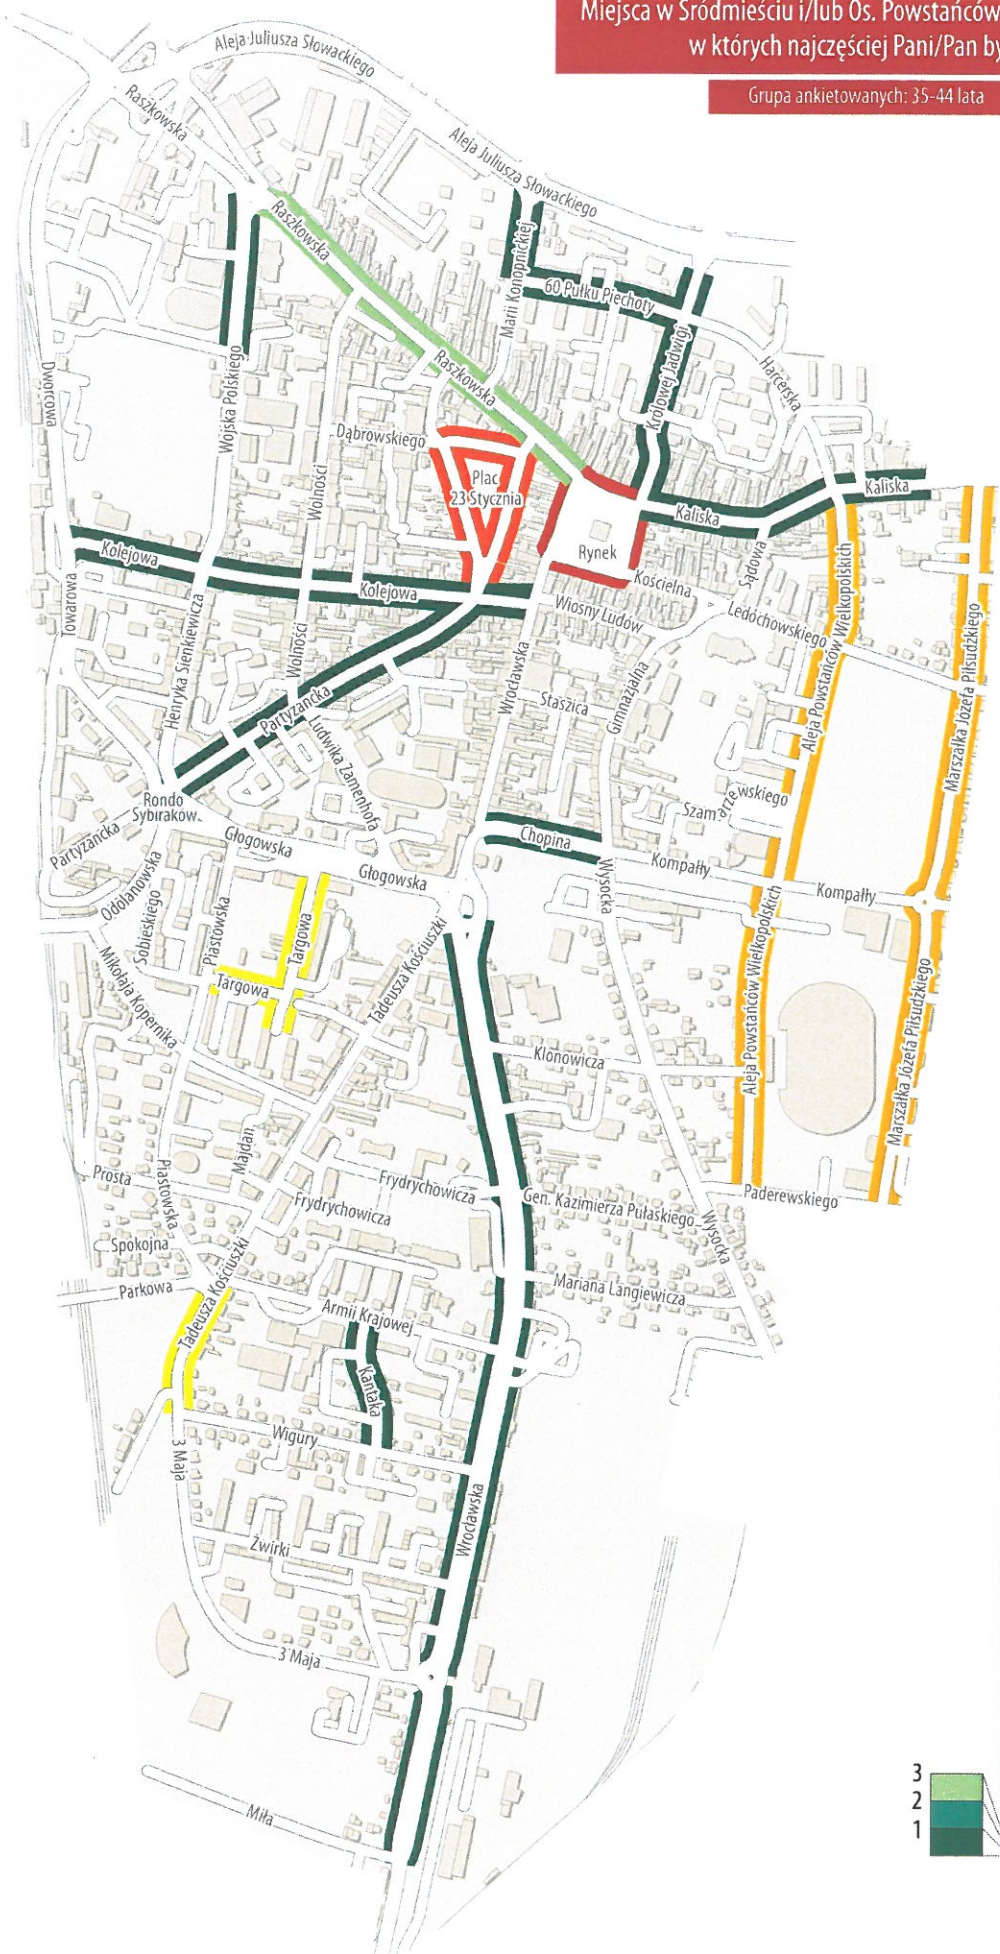 Miejsca w Śródmieściu i/lub Os. Powstańców
w których najczęściej Pani/Pan by
Grupa ankietowanych: 35-44 lata
Aleja Juliusza Słowackiego
Raszkowska
Aleja Juliusza Słowackiego
Raszkowska
Marii Konopnickiej
60 Pułku Piechoty
Królowej Jadwigi
Harcerska
Raszkowska
Dworcowa
Wojska Polskiego
Dąbrowskiego
Wolności
Plac
23 Stycznia
Kaliska
Kaliska
Rynek
Kolejowa
Kolejowa
Kościelna
Sądowa
Wiosny Ludów
Ledóchowskiego
Towarowa
Henryka Sienkiewicza
Wolności
Aleja Powstańców Wielkopolskich
Marszałka Józefa Piłsudzkiego
Wrocławska
Staszica
Gimnazjalna
Partyzancka
Ludwika Zamenhofa
Szamarzewskiego
Rondo
Sybiraków
Partyzancka
Głogowska
Głogowska
Chopina
Kompałły
Kompałły
Wysocka
Odolanowska
Sobieskiego
Piastowska
Targowa
Targowa
Tadeusza Kościuszki
Mikołaja Kopernika
Aleja Powstańców Wielkopolskich
Marszałka Józefa Piłsudzkiego
Klonowicza
Majdan
Prosta
Piastowska
Frydrychowicza
Frydrychowicza
Gen. Kazimierza Pułaskiego
Paderewskiego
Wysocka
Spokojna
Parkowa
Tadeusza Kościuszki
Mariana Langiewicza
Armii Krajowej
Kantaka
Wigury
3 Maja
Wrocławska
Żwirki
3 Maja
Miła
3
2
1